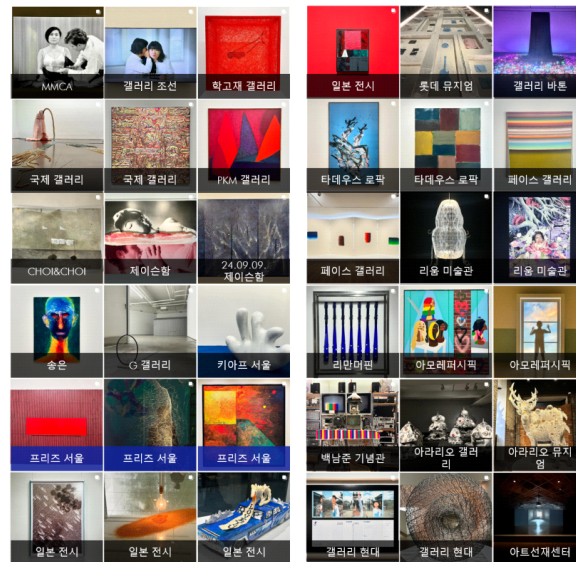 MMCA
갤러리 조선
학고재 갤러리
국제 갤러리
국제 갤러리
PKM 갤러리
CHOI&CHOI
제이슨함
24.09.09.
제이슨함
송은
G 갤러리
키아프 서울
프리즈 서울
프리즈 서울
프리즈 서울
일본 전시
일본 전시
일본 전시
일본 전시
롯데 뮤지엄
갤러리 바톤
타데우스 로팍
타데우스 로팍
페이스 갤러리
페이스 갤러리
리움 미술관
리움 미술관
리만머핀
아모레퍼시픽
아모레퍼시픽
백남준 기념관
아라리오 갤러
리
아라리오 뮤지
엄
갤러리 현대
갤러리 현대
아트선재센터